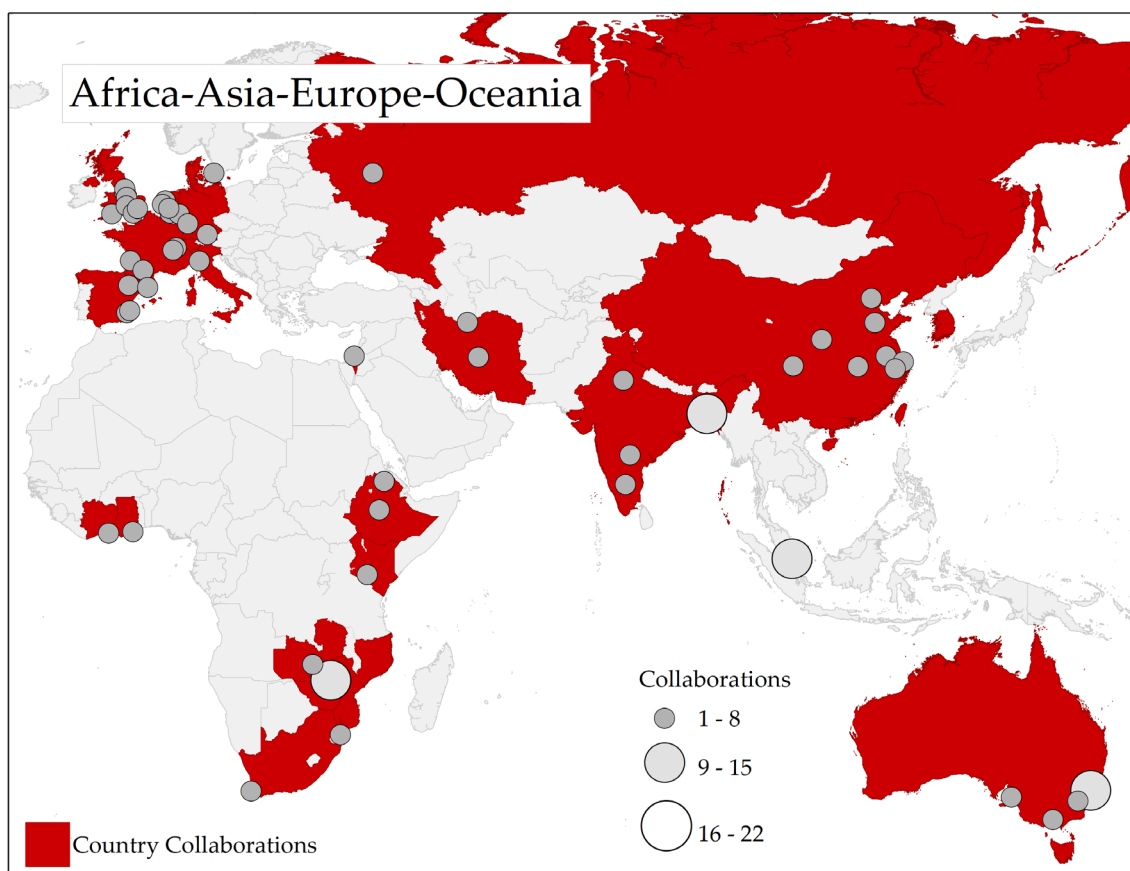 Africa-Asia-Europe-Oceania
Collaborations
1 - 8
9 - 15
16 - 22
Country Collaborations